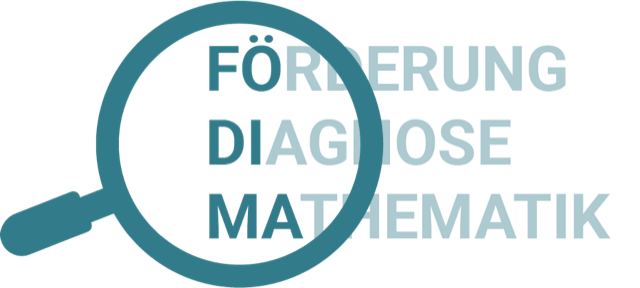 FÖRDERUNG
DIAGNOSE
MATHEMATIK